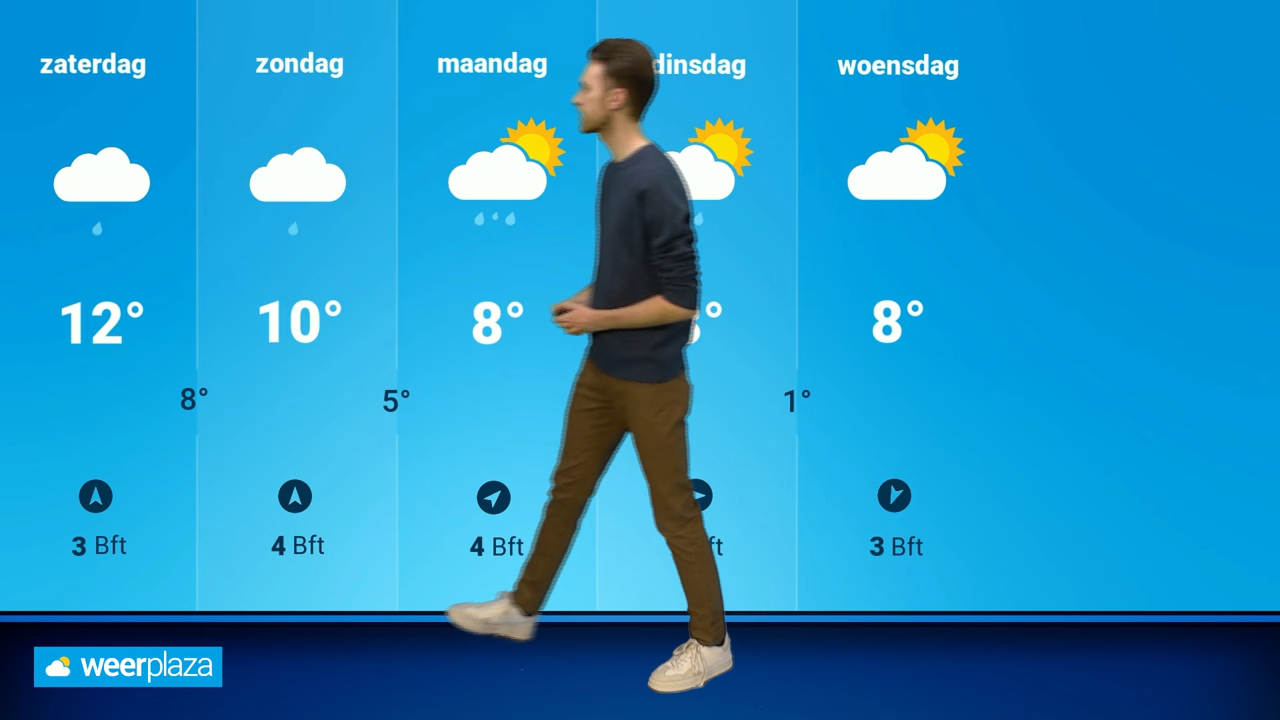 zaterdag zondag maandag dinsdag woensdag
12° 10° 8° 8°
8° 5° 1°
3 Bft 4 Bft 4 Bft 3 Bft
weerplaza